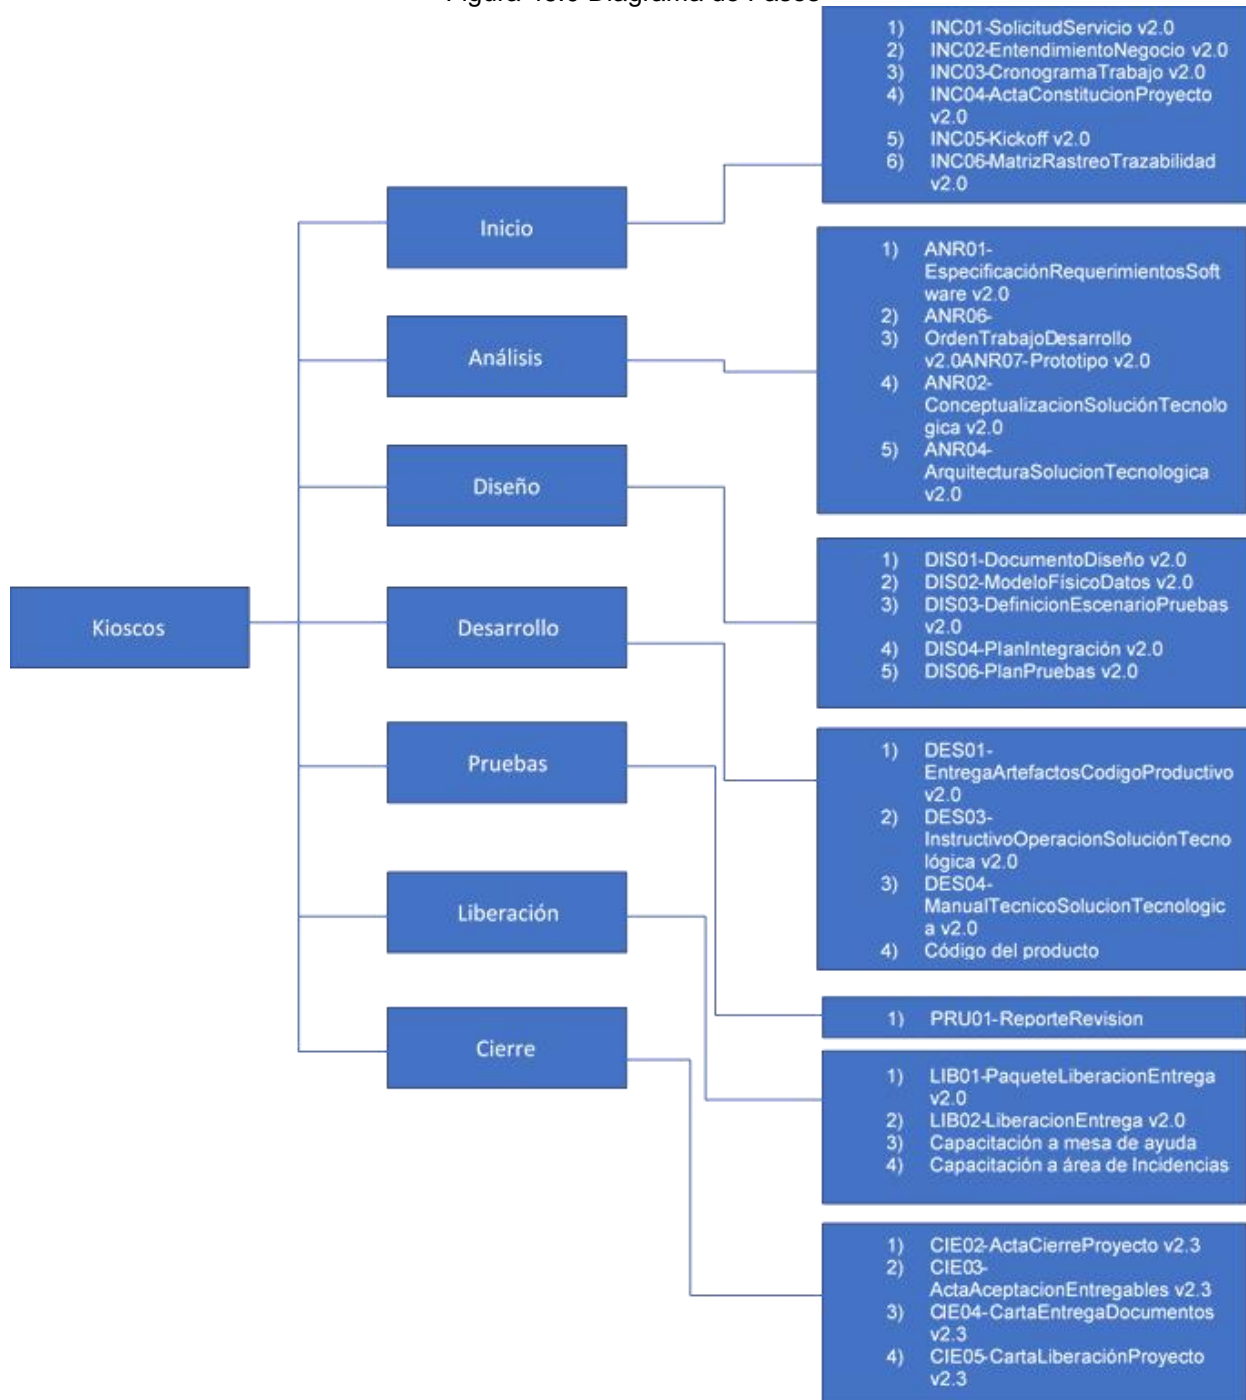 Kioscos
Inicio
1) INC01-SolicitudServicio v2.0
2) INC02-EntendimientoNegocio v2.0
3) INC03-CronogramaTrabajo v2.0
4) INC04-ActaConstitucionProyecto
v2.0
5) INC05-Kickoff v2.0
6) INC06-MatrizRastreoTrazabilidad
v2.0
Análisis
1) ANR01-
EspecificaciónRequerimientosSoft
ware v2.0
2) ANR06-
3) OrdenTrabajoDesarrollo
v2.0ANR07-Prototipo v2.0
4) ANR02-
ConceptualizacionSoluciónTecnolo
gica v2.0
5) ANR04-
ArquitecturaSolucionTecnologica
v2.0
Diseño
1) DIS01-DocumentoDiseño v2.0
2) DIS02-ModeloFísicoDatos v2.0
3) DIS03-DefinicionEscenarioPruebas
v2.0
4) DIS04-PlanIntegración v2.0
5) DIS06-PlanPruebas v2.0
Desarrollo
1) DES01-
EntregaArtefactosCodigoProductivo
v2.0
2) DES03-
InstructivoOperacionSoluciónTecno
lógica v2.0
3) DES04-
ManualTecnicoSolucionTecnologic
a v2.0
4) Código del producto
Pruebas
1) PRU01-ReporteRevision
Liberación
1) LIB01-PaqueteLiberacionEntrega
v2.0
2) LIB02-LiberacionEntrega v2.0
3) Capacitación a mesa de ayuda
4) Capacitación a área de Incidencias
Cierre
1) CIE02-ActaCierreProyecto v2.3
2) CIE03-
ActaAceptacionEntregables v2.3
3) CIE04-CartaEntregaDocumentos
v2.3
4) CIE05-CartaLiberaciónProyecto
v2.3